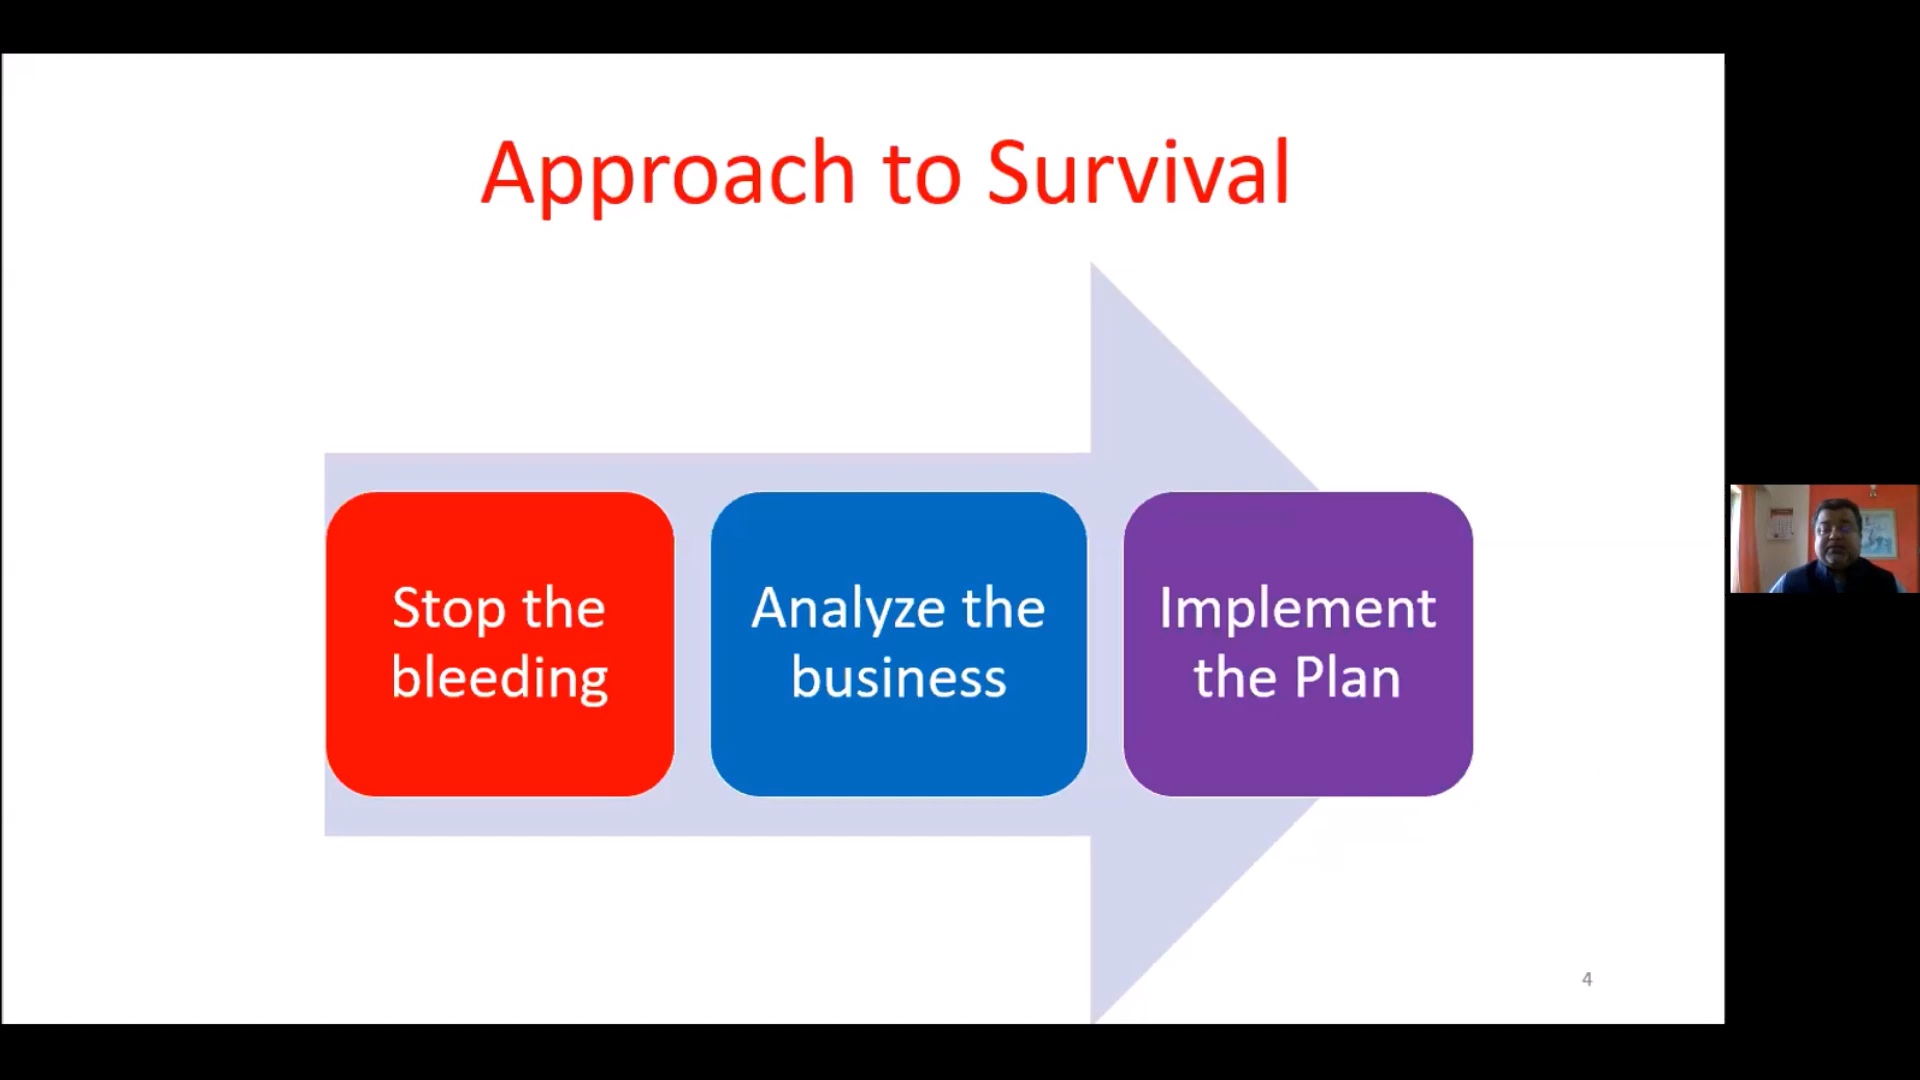 Approach to Survival
Stop the
bleeding
Analyze the
business
Implement
the Plan
4